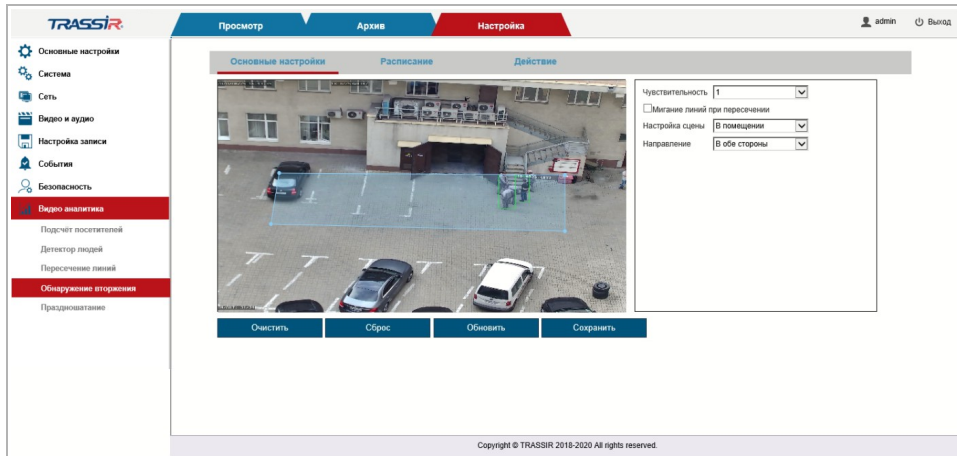 TRASSIR
Просмотр
Архив
Настройка
admin
Выход
Основные настройки
Система
Сеть
Видео и аудио
Настройка записи
События
Безопасность
Видео аналитика
Подсчёт посетителей
Детектор людей
Пересечение линий
Обнаружение вторжения
Праздношатание
Основные настройки
Расписание
Действие
Чувствительность 1
Мигание линий при пересечении
Настройка сцены В помещении
Направление В обе стороны
Очистить
Сброс
Обновить
Сохранить
Copyright © TRASSIR 2018-2020 All rights reserved.